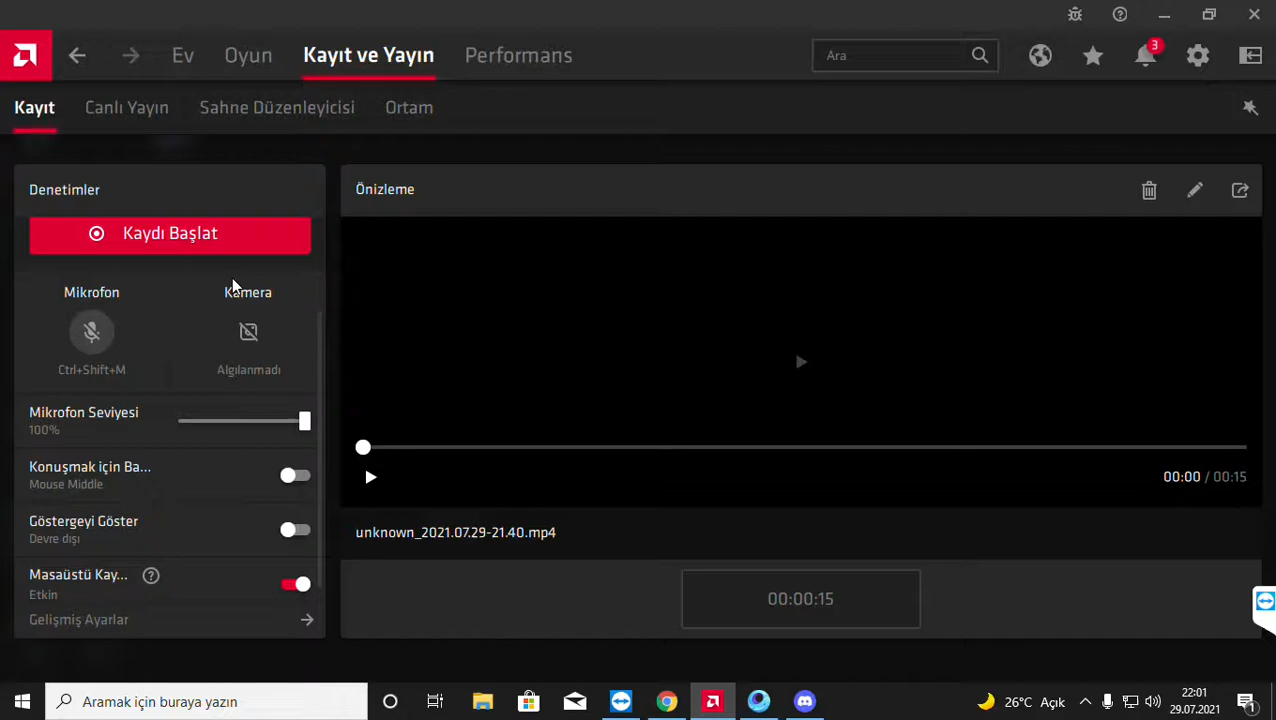 Ev
Oyun
Kayıt ve Yayın
Performans
Ara
3
Kayıt
Canlı Yayın
Sahne Düzenleyicisi
Ortam
Denetimler
Kaydı Başlat
Mikrofon
Kamera
Ctrl+Shift+M
Algılanmadı
Mikrofon Seviyesi
100%
Konuşmak için Ba...
Mouse Middle
Göstergeyi Göster
Devre dışı
Masaüstü Kay...
Etkin
Gelişmiş Ayarlar
Önizleme
00:00 / 00:15
unknown_2021.07.29-21.40.mp4
00:00:15
Aramak için buraya yazın
26°C Açık
22:01
29.07.2021
1